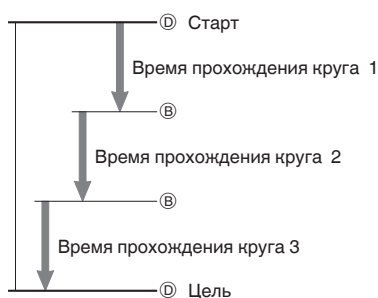 Ⓓ Старт
Время прохождения круга 1
Ⓑ
Время прохождения круга 2
Ⓑ
Время прохождения круга 3
Ⓓ Цель